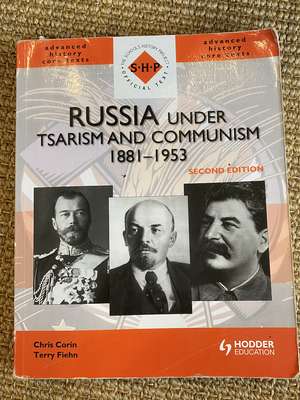 advanced
history
core texts
THE SCHOOLS HISTORY PROJECT
S·H·P
OFFICIAL TEXT
advanced
history
core texts
RUSSIA UNDER
TSARISM AND COMMUNISM
1881–1953
SECOND EDITION
Chris Corin
Terry Fiehn
HODDER
EDUCATION